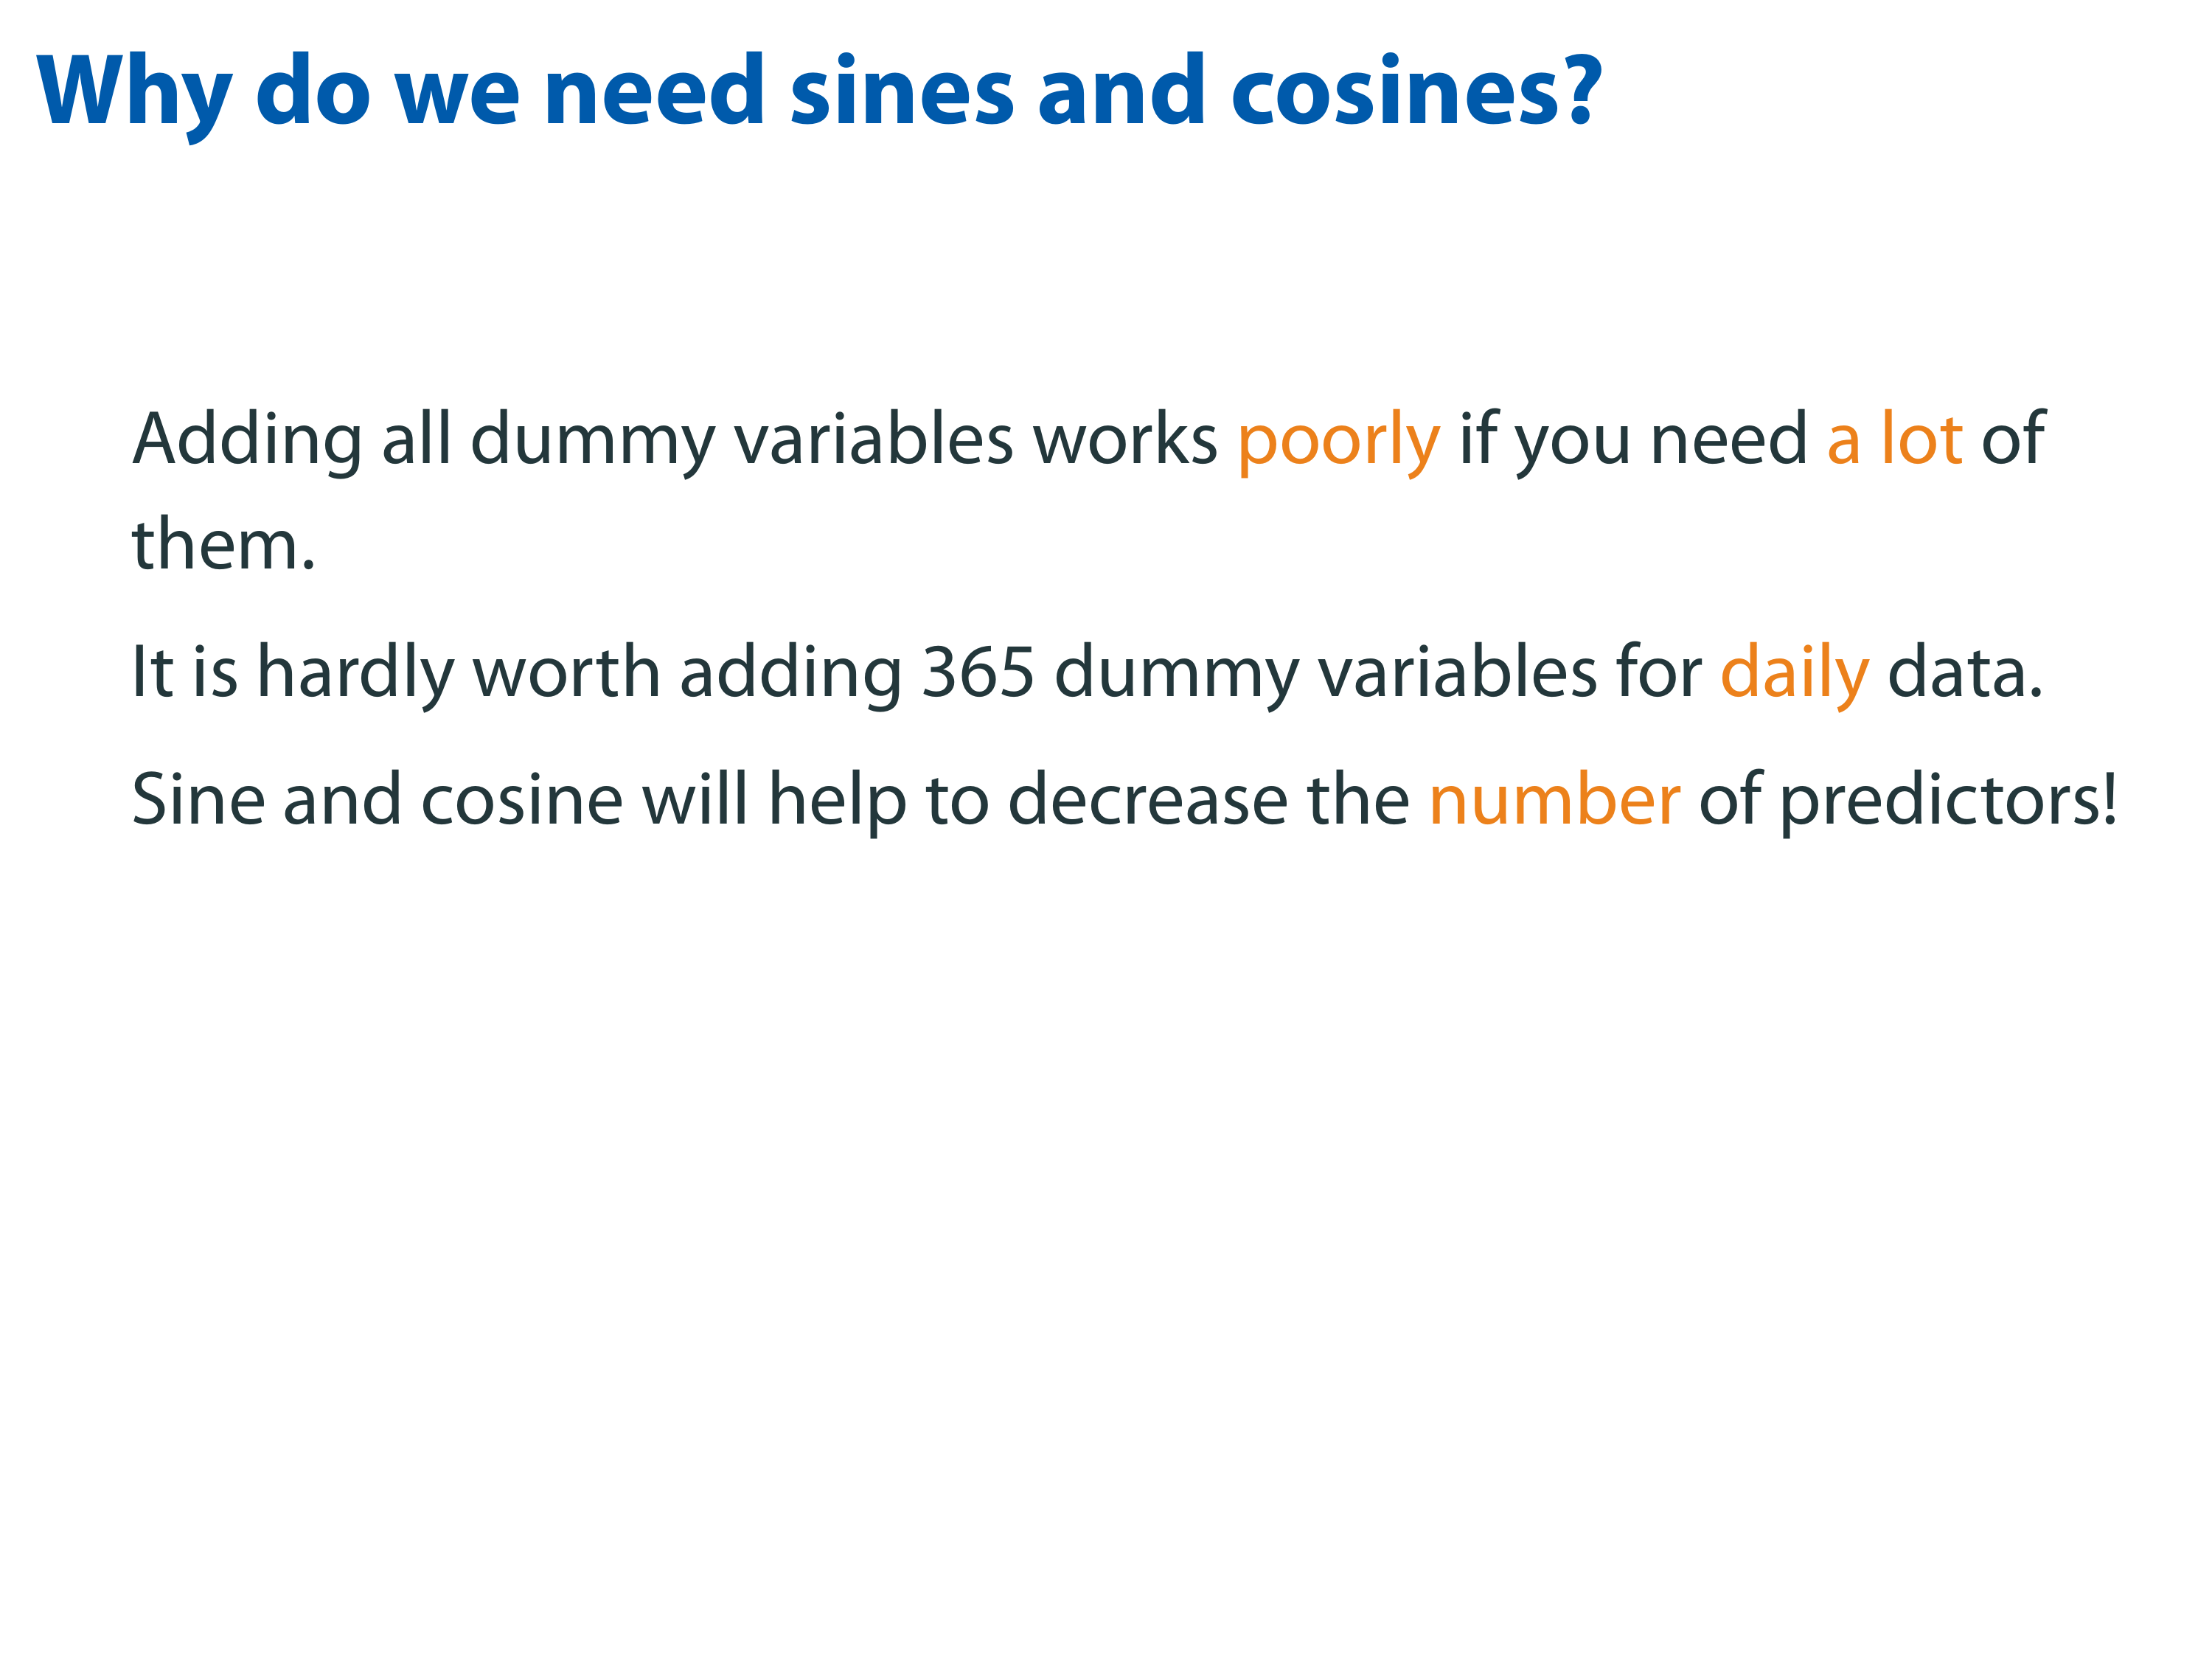 Why do we need sines and cosines?
Adding all dummy variables works poorly if you need a lot of
them.
It is hardly worth adding 365 dummy variables for daily data.
Sine and cosine will help to decrease the number of predictors!